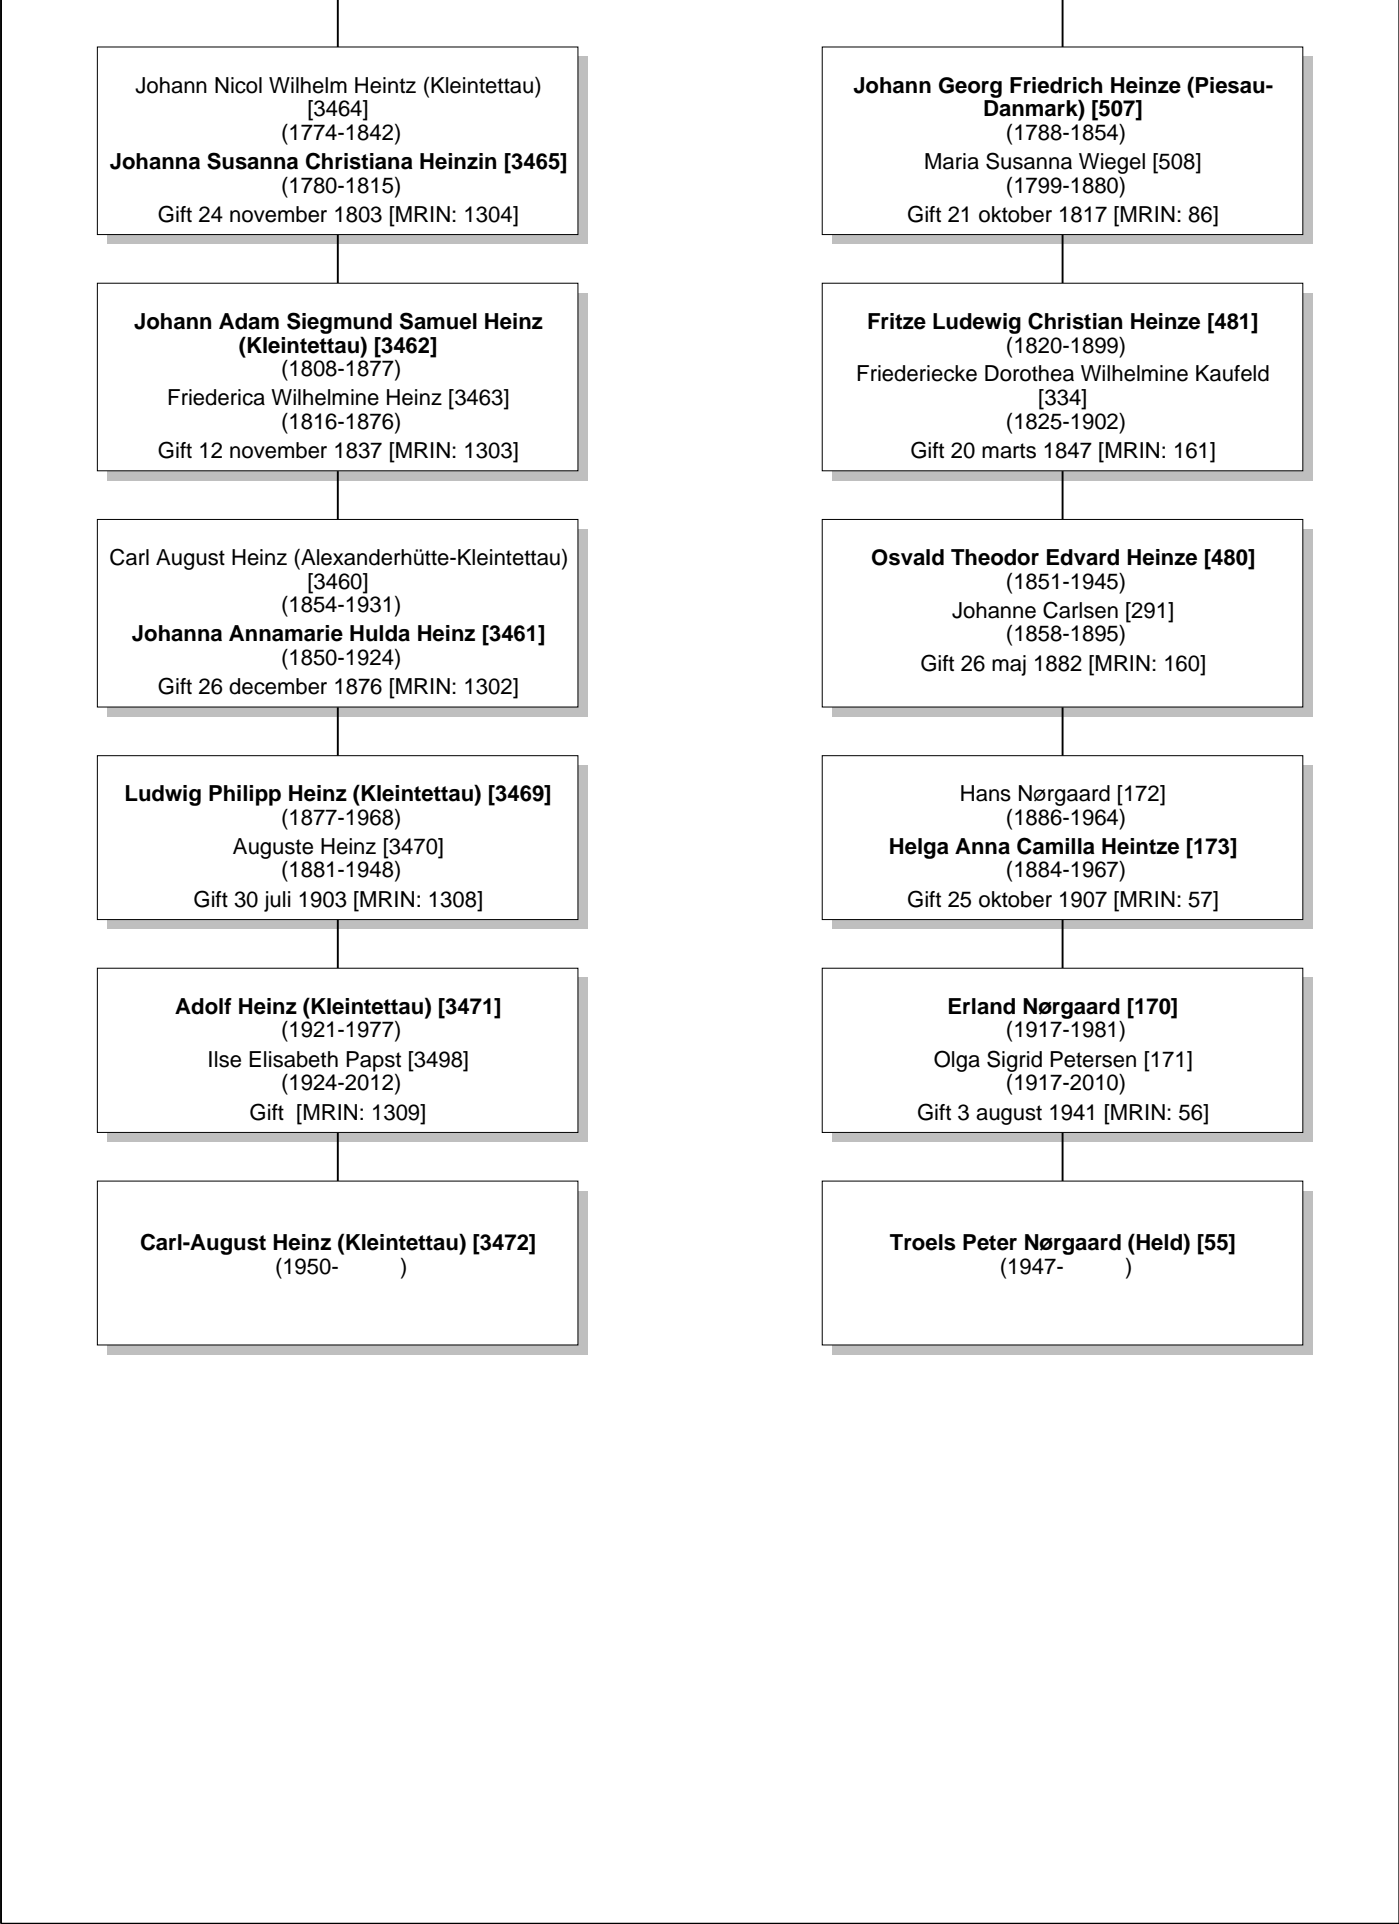 Johann Nicol Wilhelm Heintz (Kleintettau)
[3464]
(1774-1842)
Johanna Susanna Christiana Heinzin [3465]
(1780-1815)
Gift 24 november 1803 [MRIN: 1304]
Johann Adam Siegmund Samuel Heinz
(Kleintettau) [3462]
(1808-1877)
Friederica Wilhelmine Heinz [3463]
(1816-1876)
Gift 12 november 1837 [MRIN: 1303]
Carl August Heinz (Alexanderhütte-Kleintettau)
[3460]
(1854-1931)
Johanna Annamarie Hulda Heinz [3461]
(1850-1924)
Gift 26 december 1876 [MRIN: 1302]
Ludwig Philipp Heinz (Kleintettau) [3469]
(1877-1968)
Auguste Heinz [3470]
(1881-1948)
Gift 30 juli 1903 [MRIN: 1308]
Adolf Heinz (Kleintettau) [3471]
(1921-1977)
Ilse Elisabeth Papst [3498]
(1924-2012)
Gift  [MRIN: 1309]
Carl-August Heinz (Kleintettau) [3472]
(1950-          )
Johann Georg Friedrich Heinze (Piesau-
Danmark) [507]
(1788-1854)
Maria Susanna Wiegel [508]
(1799-1880)
Gift 21 oktober 1817 [MRIN: 86]
Fritze Ludewig Christian Heinze [481]
(1820-1899)
Friederiecke Dorothea Wilhelmine Kaufeld
[334]
(1825-1902)
Gift 20 marts 1847 [MRIN: 161]
Osvald Theodor Edvard Heinze [480]
(1851-1945)
Johanne Carlsen [291]
(1858-1895)
Gift 26 maj 1882 [MRIN: 160]
Hans Nørgaard [172]
(1886-1964)
Helga Anna Camilla Heintze [173]
(1884-1967)
Gift 25 oktober 1907 [MRIN: 57]
Erland Nørgaard [170]
(1917-1981)
Olga Sigrid Petersen [171]
(1917-2010)
Gift 3 august 1941 [MRIN: 56]
Troels Peter Nørgaard (Held) [55]
(1947-          )